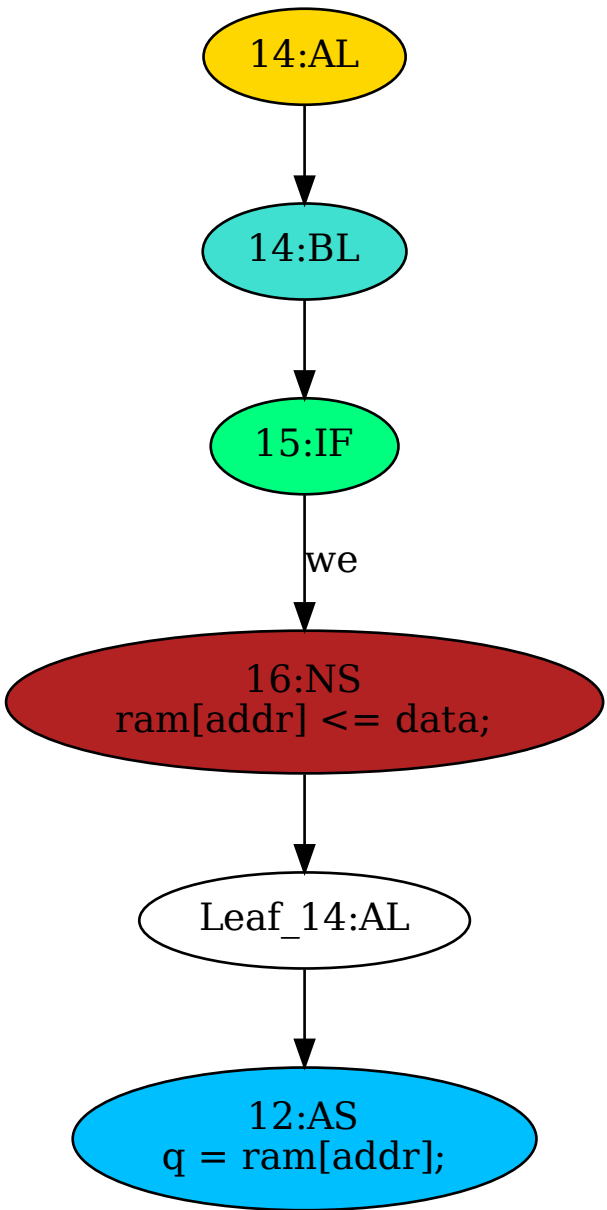 14:AL
14:BL
15:IF
we
16:NS
ram[addr] <= data;
Leaf_14:AL
12:AS
q = ram[addr];